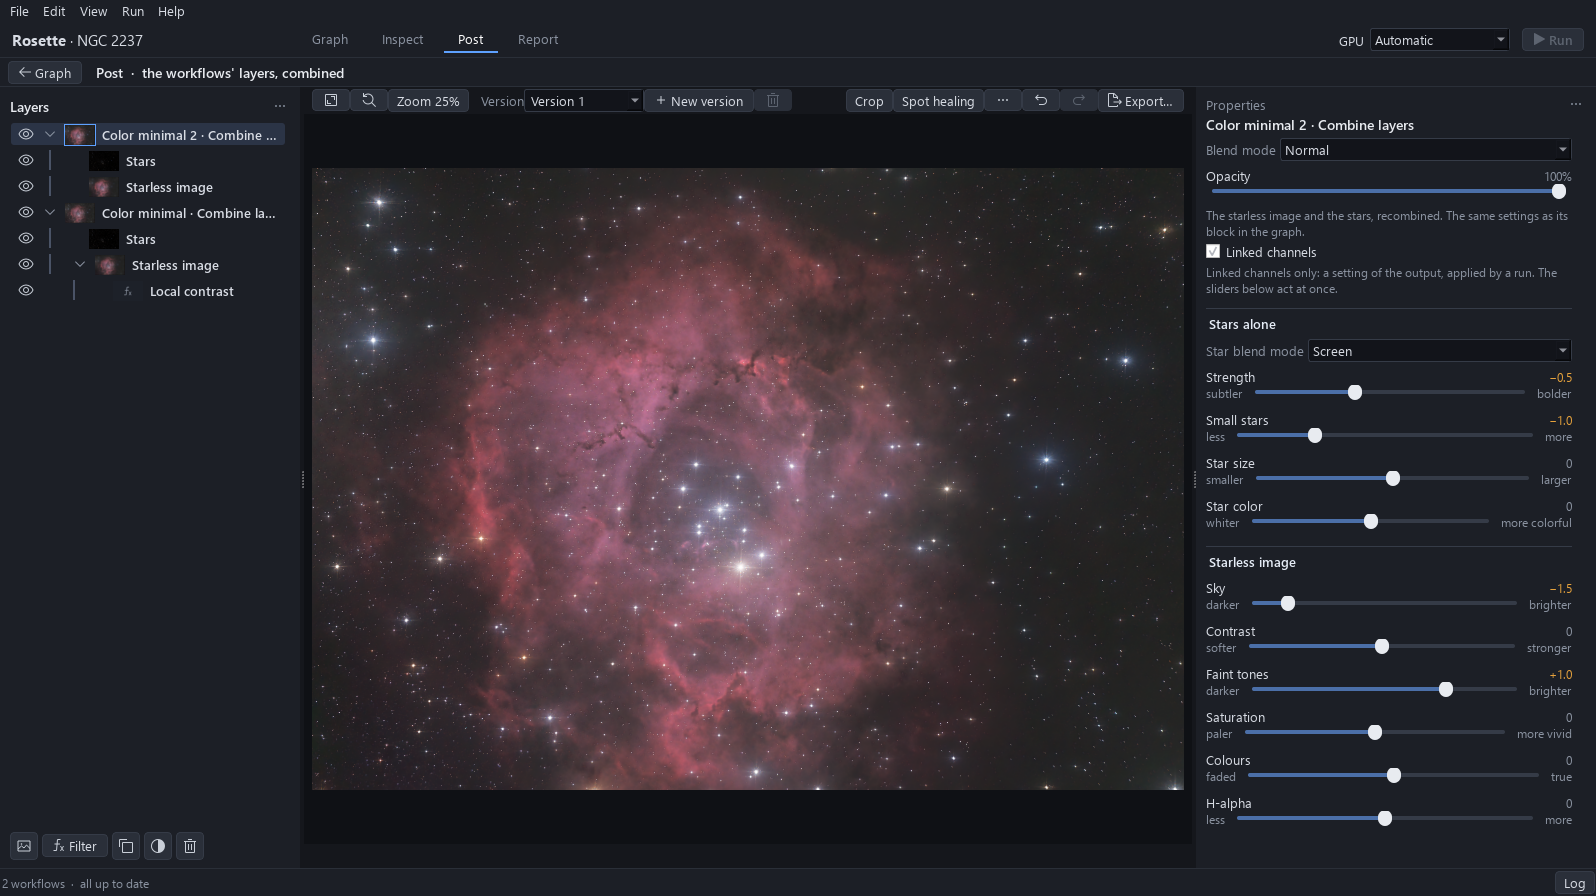 File Edit View Run Help
Rosette · NGC 2237
Graph Inspect Post Report
GPU Automatic Run
Graph
Post · the workflows' layers, combined
Layers ...
Color minimal 2 · Combine ...
Stars
Starless image
Color minimal · Combine la...
Stars
Starless image
fx Local contrast
fx Filter
Zoom 25% Version Version 1 + New version
Crop Spot healing ... Export...
Properties ...
Color minimal 2 · Combine layers
Blend mode Normal
Opacity 100%
The starless image and the stars, recombined. The same settings as its
block in the graph.
Linked channels
Linked channels only: a setting of the output, applied by a run. The
sliders below act at once.
Stars alone
Star blend mode Screen
Strength −0.5
subtler bolder
Small stars −1.0
less more
Star size 0
smaller larger
Star color 0
whiter more colorful
Starless image
Sky −1.5
darker brighter
Contrast 0
softer stronger
Faint tones +1.0
darker brighter
Saturation 0
paler more vivid
Colours 0
faded true
H-alpha 0
less more
2 workflows · all up to date
Log